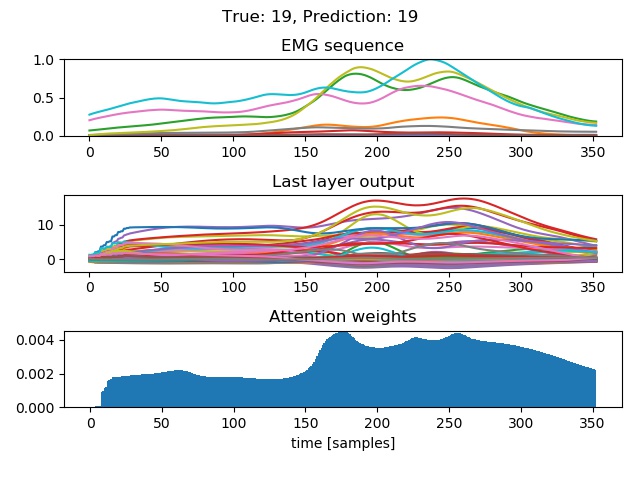 True: 19, Prediction: 19
EMG sequence
1.0
0.5
0.0
0 50 100 150 200 250 300 350
Last layer output
10
0
0 50 100 150 200 250 300 350
Attention weights
0.004
0.002
0.000
0 50 100 150 200 250 300 350
time [samples]